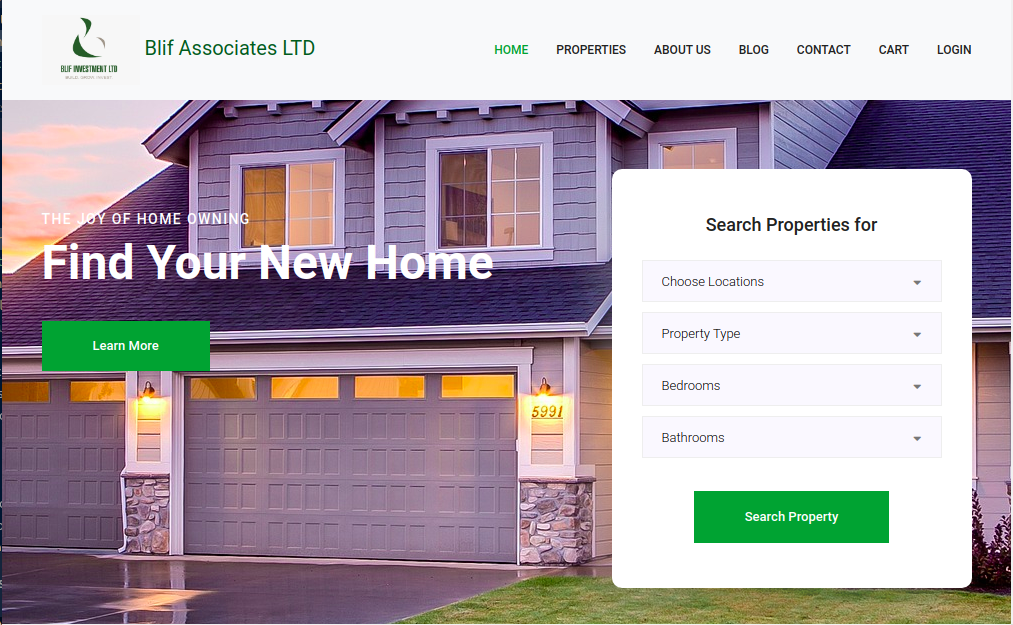 BLIF INVESTMENT LTD
Blif Associates LTD
HOME
PROPERTIES
ABOUT US
BLOG
CONTACT
CART
LOGIN
THE JOY OF HOME OWNING
Find Your New Home
Learn More
5991
Search Properties for
Choose Locations
Property Type
Bedrooms
Bathrooms
Search Property